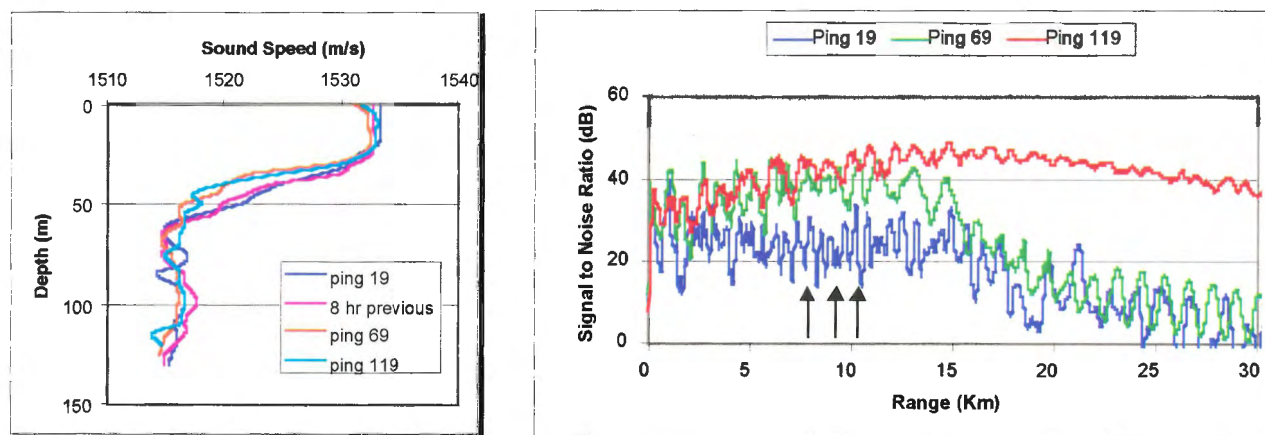 Sound Speed (m/s)
1510 1520 1530 1540
0
50
100
150
Depth (m)
ping 19
8 hr previous
ping 69
ping 119
Ping 19 Ping 69 Ping 119
60
40
20
0
Signal to Noise Ratio (dB)
0 5 10 15 20 25 30
Range (Km)